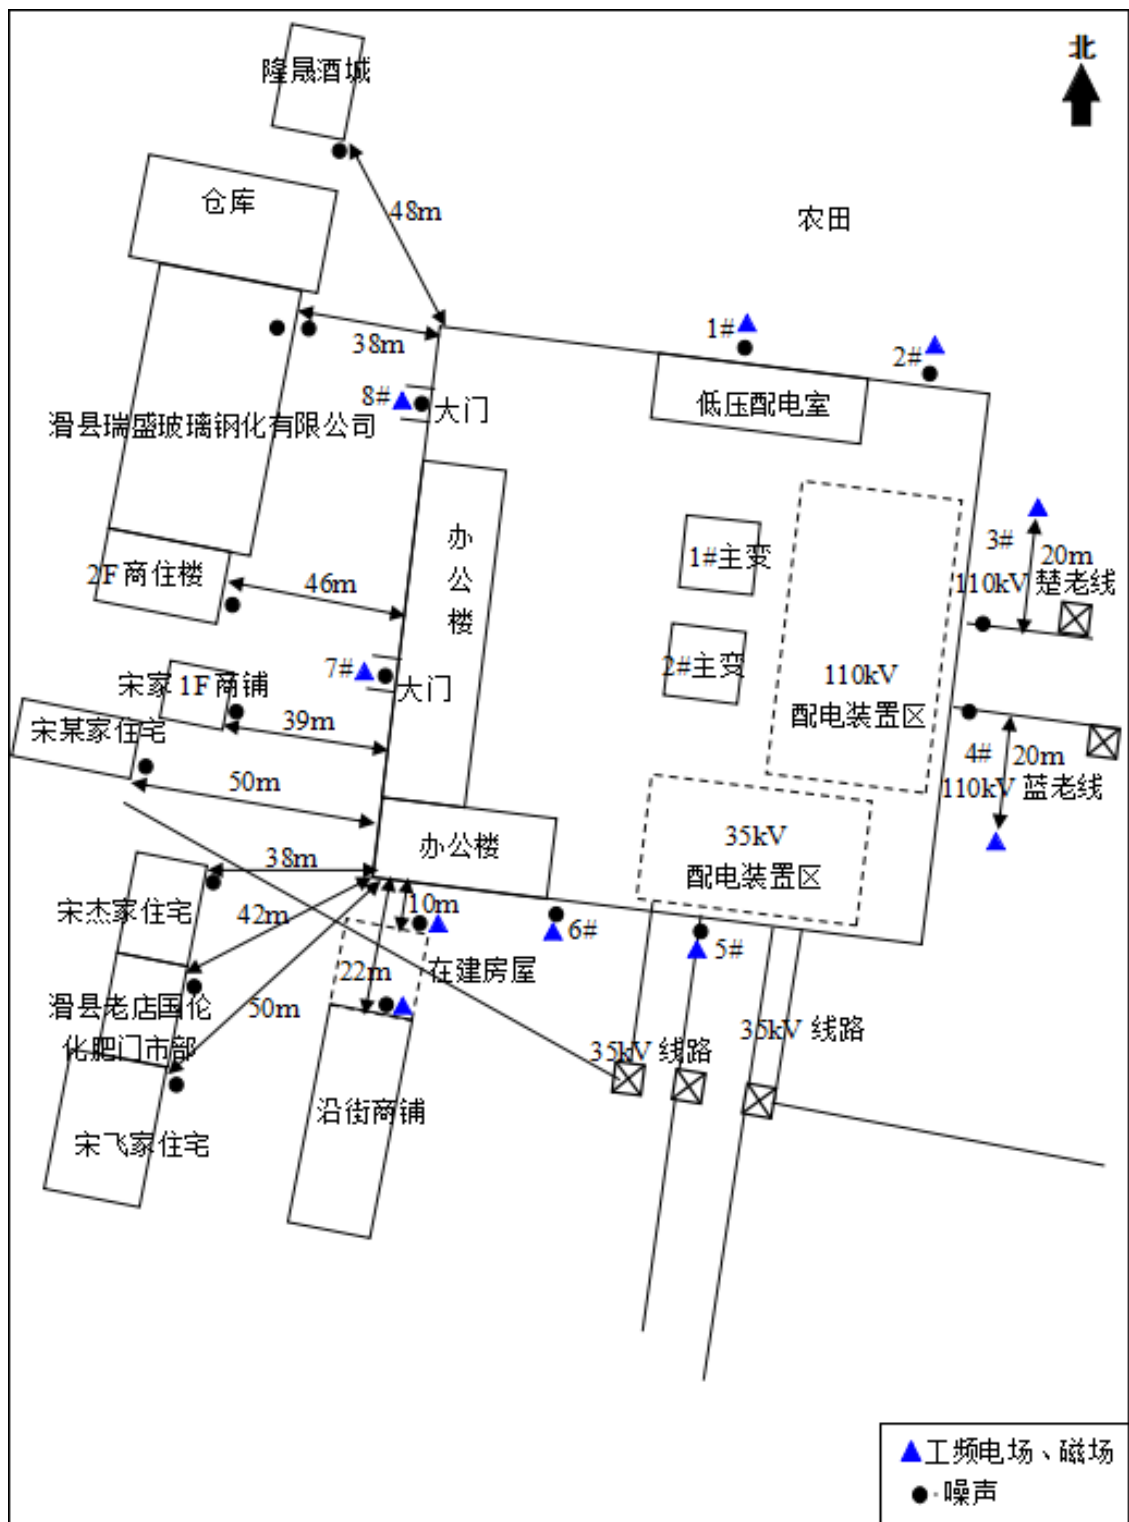 北
隆晟酒城
仓库
48m
农田
38m
1#
2#
8#
大门
低压配电室
滑县瑞盛玻璃钢化有限公司
办公楼
1#主变
3#
20m
110kV 楚老线
2F 商住楼
46m
7#
大门
2#主变
110kV
配电装置区
宋家 1F 商铺
宋某家住宅
39m
4#
20m
110kV 蓝老线
50m
办公楼
35kV
配电装置区
38m
宋杰家住宅
42m
10m
6#
5#
22m
在建房屋
滑县老店国伦
化肥门市部
50m
35kV 线路
35kV 线路
沿街商铺
宋飞家住宅
工频电场、磁场
噪声